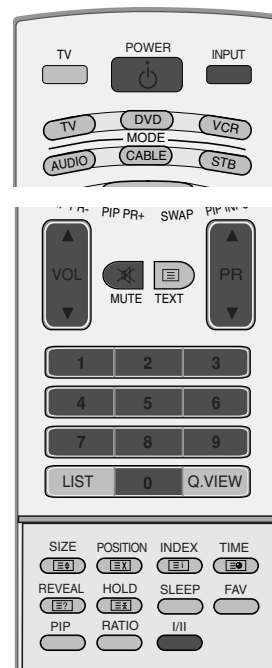 TV POWER INPUT
TV DVD VCR
MODE
AUDIO CABLE STB
PIP PR+ SWAP
VOL PR
MUTE TEXT
1 2 3
4 5 6
7 8 9
LIST 0 Q.VIEW
SIZE POSITION INDEX TIME
REVEAL HOLD SLEEP FAV
PIP RATIO I/II